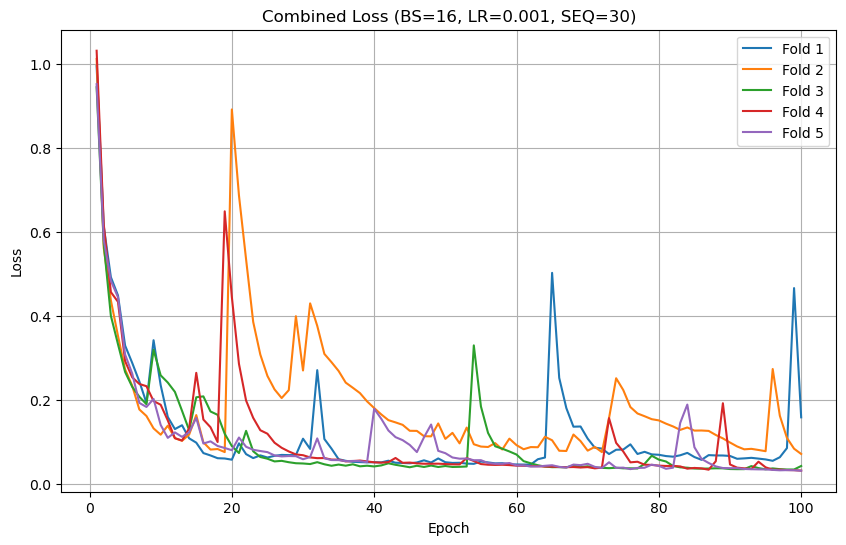 Combined Loss (BS=16, LR=0.001, SEQ=30)
Fold 1
Fold 2
Fold 3
Fold 4
Fold 5
Loss
1.0
0.8
0.6
0.4
0.2
0.0
0 20 40 60 80 100
Epoch